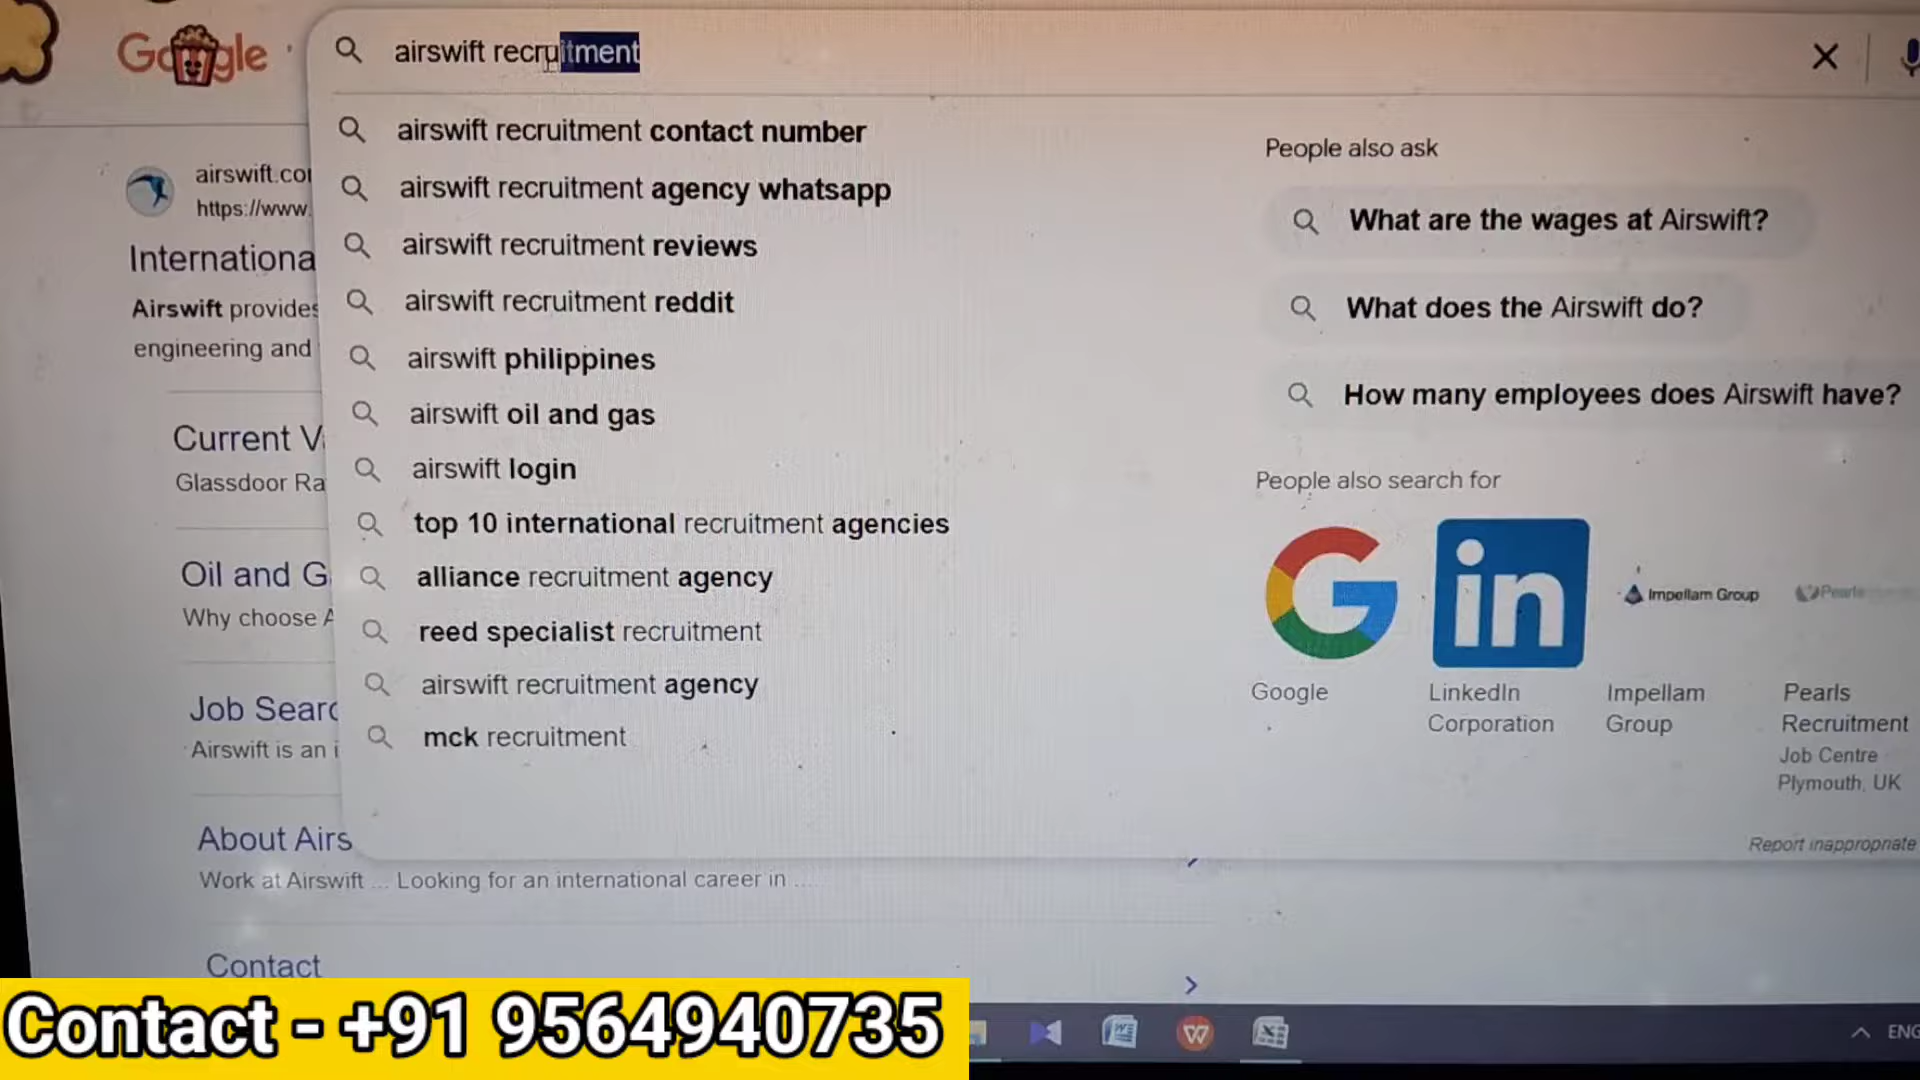 Google
airswift recruitment
airswift recruitment contact number
airswift recruitment agency whatsapp
airswift recruitment reviews
airswift recruitment reddit
airswift philippines
airswift oil and gas
airswift login
top 10 international recruitment agencies
alliance recruitment agency
reed specialist recruitment
airswift recruitment agency
mck recruitment
People also ask
What are the wages at Airswift?
What does the Airswift do?
How many employees does Airswift have?
People also search for
Impellam Group
Pearls
Google
LinkedIn
Corporation
Impellam
Group
Pearls
Recruitment
Job Centre
Plymouth, UK
Report inappropriate
airswift.co
https://www.
Internationa
Airswift provides
engineering and
Current V
Glassdoor Ra
Oil and G
Why choose A
Job Searc
Airswift is an i
About Airs
Work at Airswift ... Looking for an international career in ...
Contact
Contact - +91 9564940735
ENG